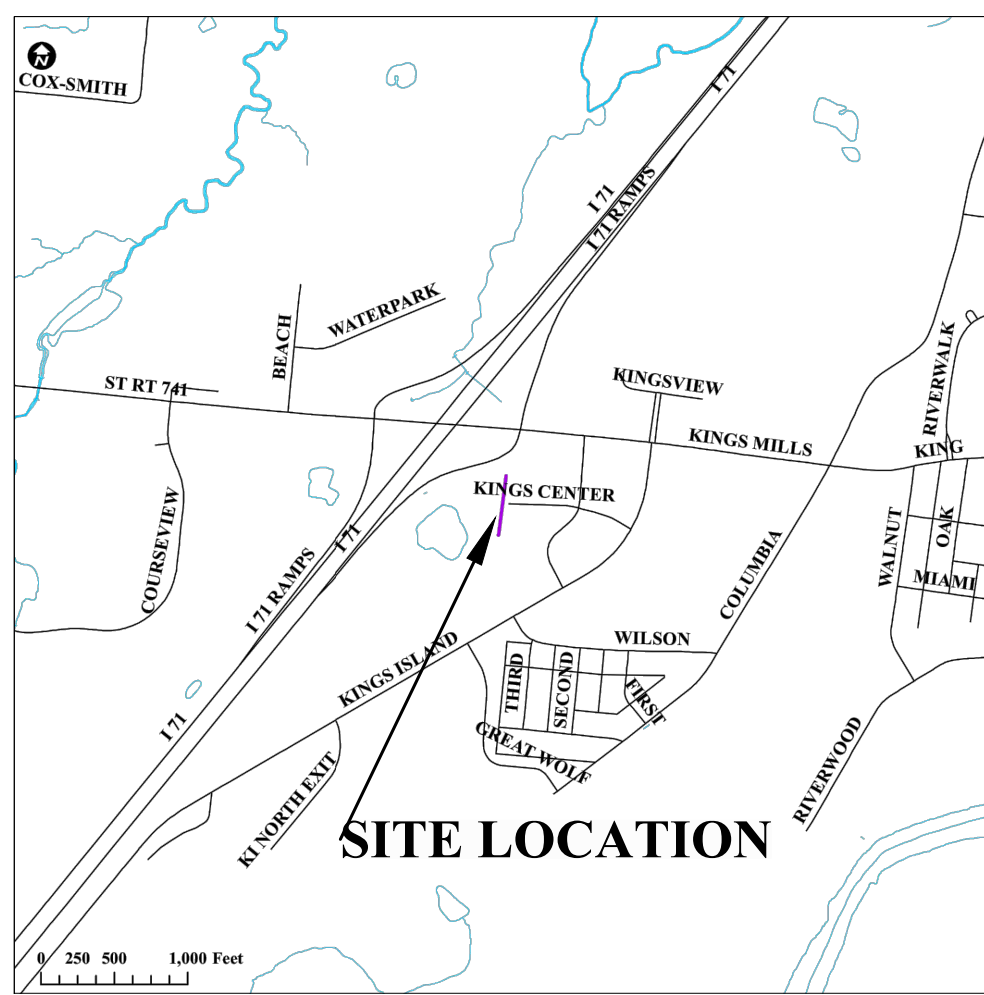 N
COX-SMITH
I 71
I 71
I 71 RAMPS
WATERPARK
BEACH
ST RT 741
KINGSVIEW
RIVERWALK
KINGS MILLS
KING
KINGS CENTER
COURSEVIEW
I 71
I 71 RAMPS
COLUMBIA
WALNUT
OAK
MIAMI
WILSON
KINGS ISLAND
THIRD
SECOND
FIRST
I 71
GREAT WOLF
KI NORTH EXIT
RIVERWOOD
SITE LOCATION
0 250 500 1,000 Feet